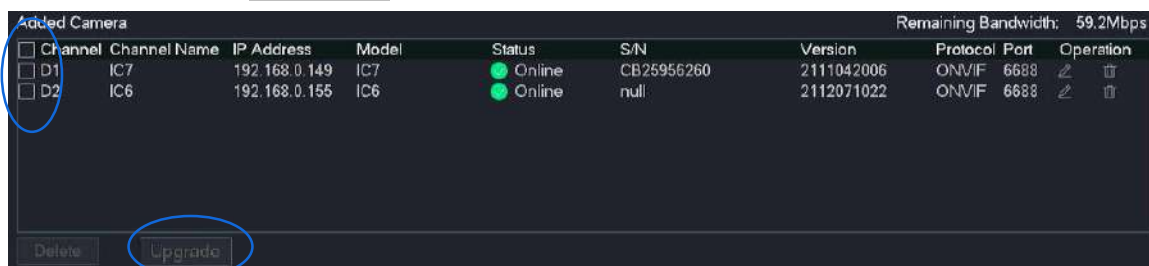 Added Camera Remaining Bandwidth: 59.2Mbps
Channel Channel Name IP Address Model Status S/N Version Protocol Port Operation
D1 IC7 192.168.0.149 IC7 Online CB25956260 2111042006 ONVIF 6688
D2 IC6 192.168.0.155 IC6 Online null 2112071022 ONVIF 6688
Delete Upgrade